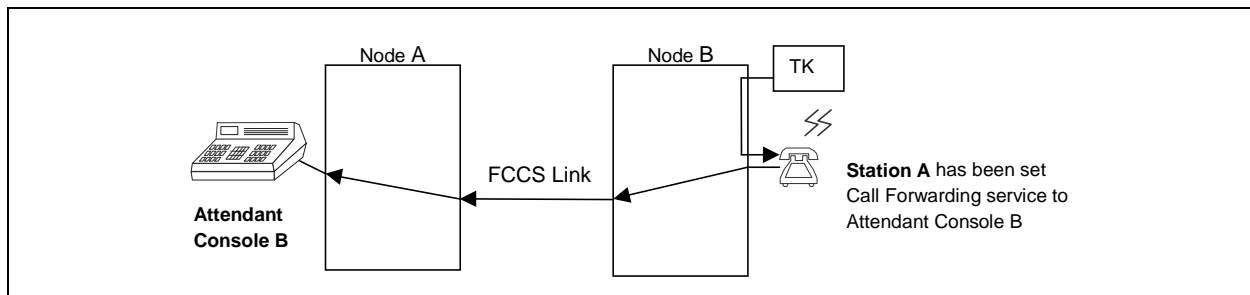 Node A
Node B
TK
FCCS Link
Attendant
Console B
Station A has been set
Call Forwarding service to
Attendant Console B